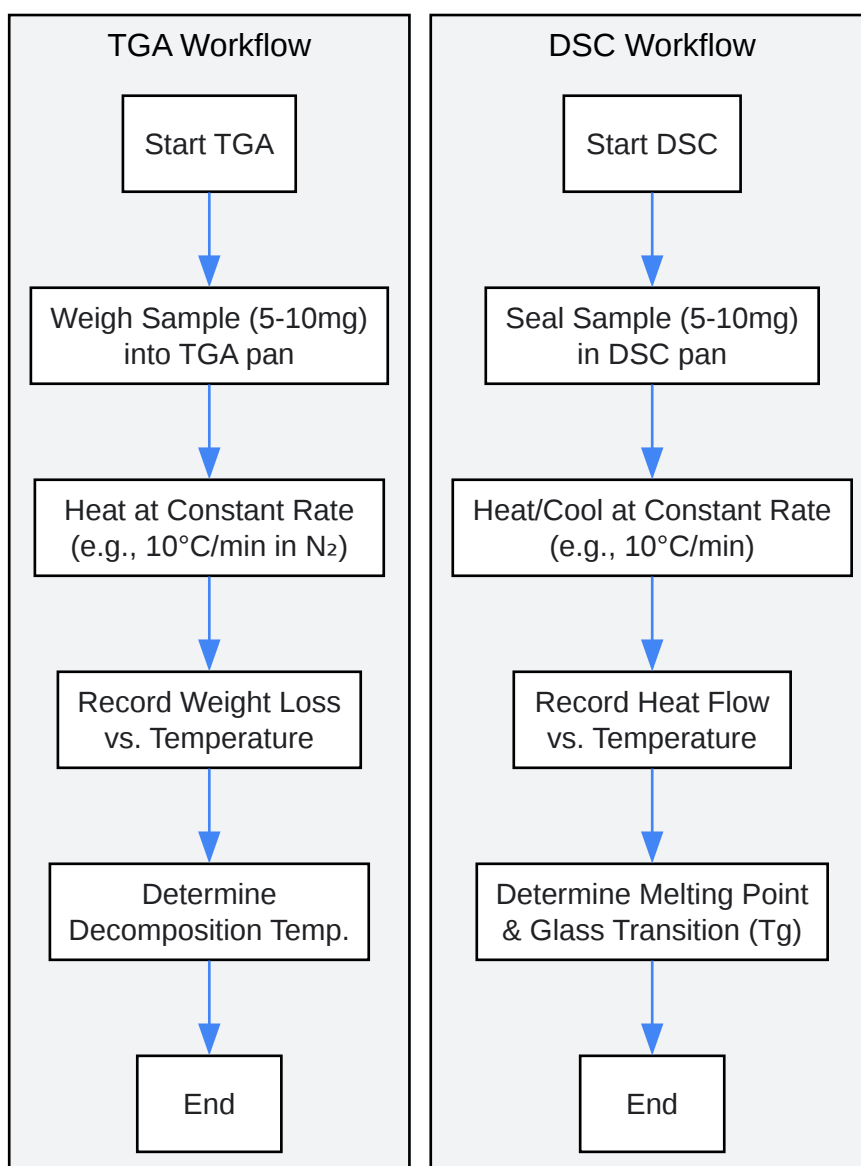 TGA Workflow
Start TGA
Weigh Sample (5-10mg)
into TGA pan
Heat at Constant Rate
(e.g., 10°C/min in N₂)
Record Weight Loss
vs. Temperature
Determine
Decomposition Temp.
End
DSC Workflow
Start DSC
Seal Sample (5-10mg)
in DSC pan
Heat/Cool at Constant Rate
(e.g., 10°C/min)
Record Heat Flow
vs. Temperature
Determine Melting Point
& Glass Transition (Tg)
End